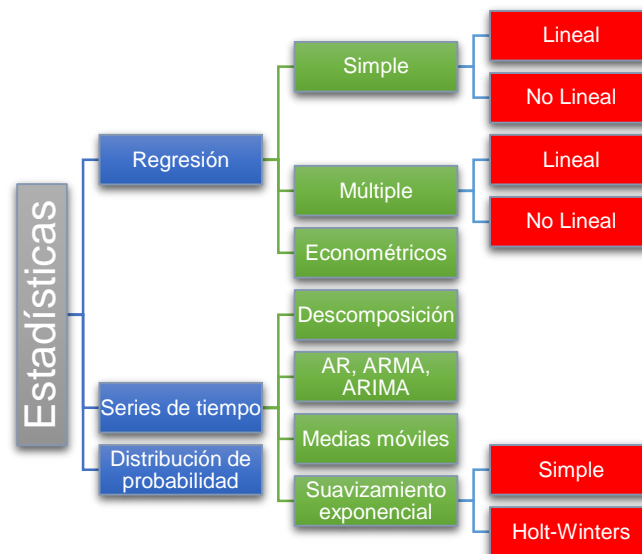 Estadísticas
Regresión
Simple
Lineal
No Lineal
Múltiple
Lineal
No Lineal
Econométricos
Series de tiempo
Descomposición
AR, ARMA,
ARIMA
Medias móviles
Suavizamiento
exponencial
Simple
Holt-Winters
Distribución de
probabilidad